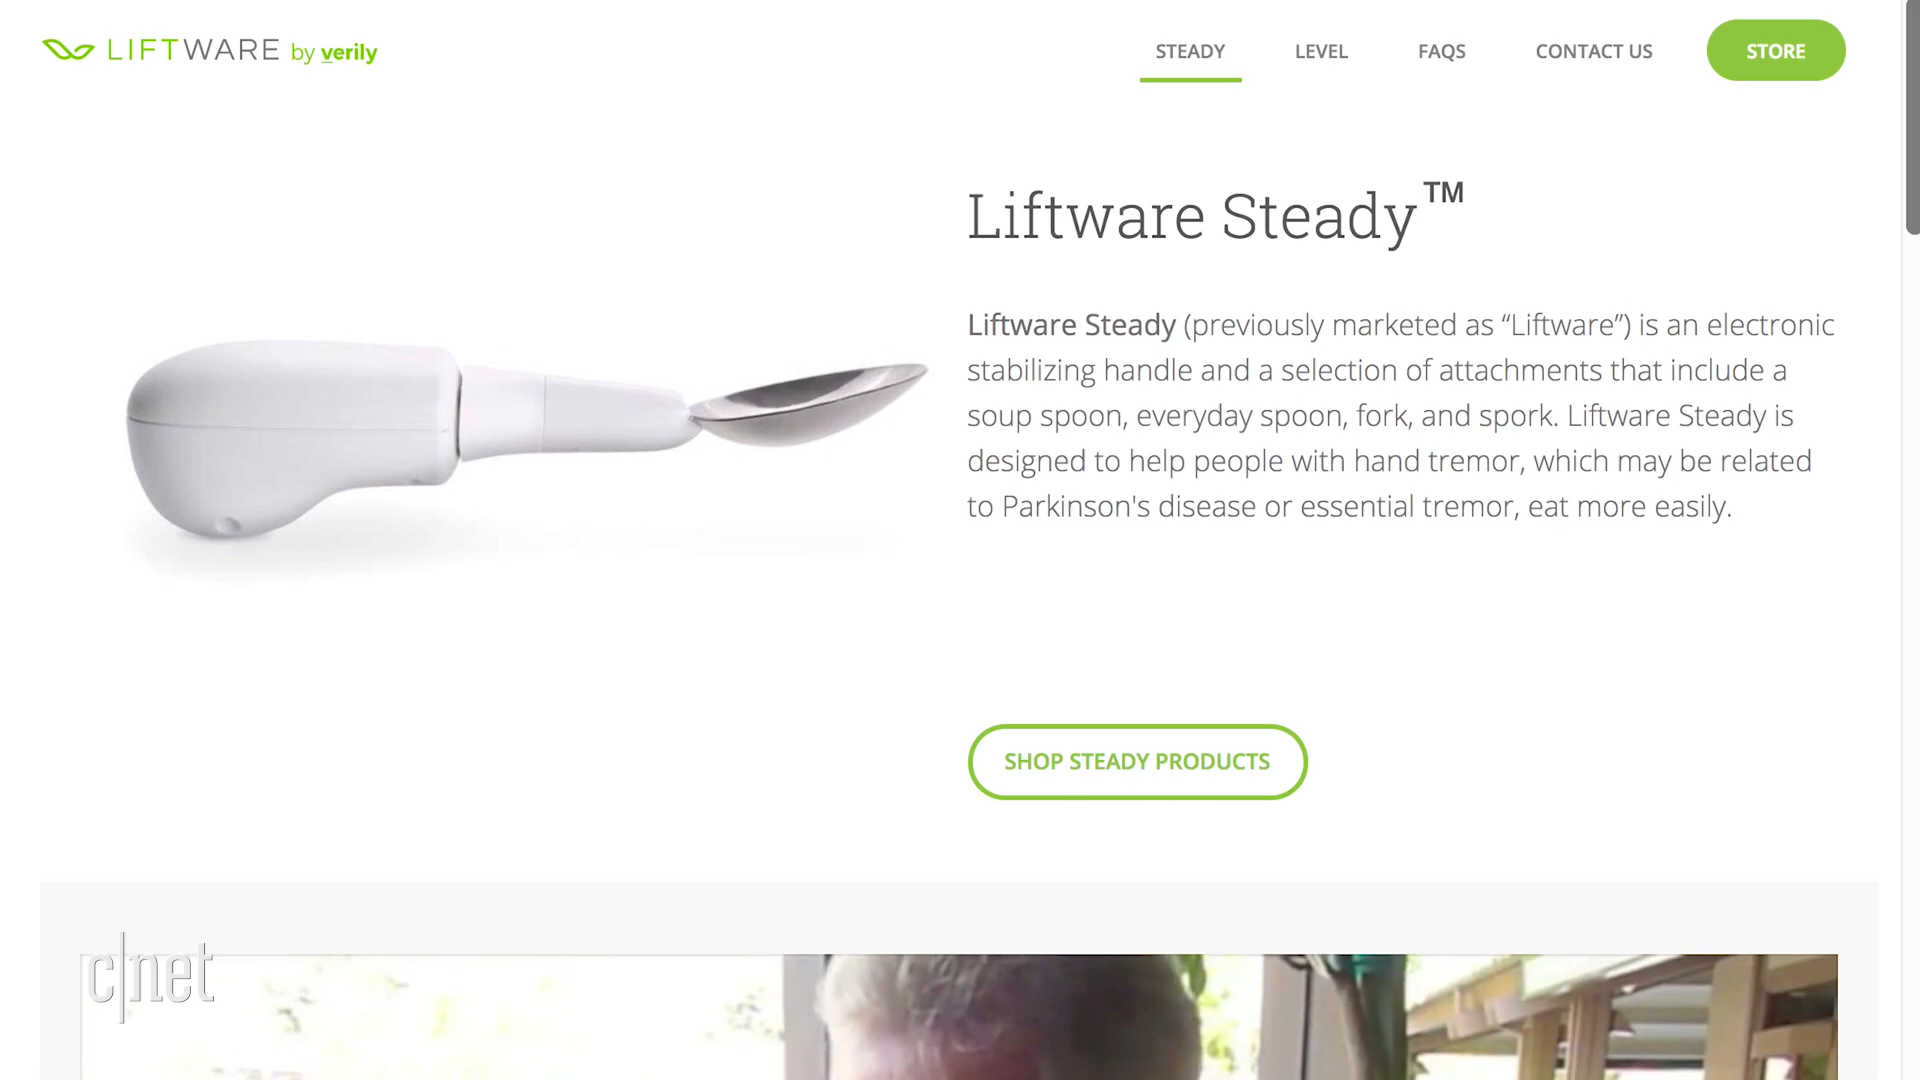 LIFTWARE by verily
STEADY
LEVEL
FAQS
CONTACT US
STORE
Liftware Steady™
Liftware Steady (previously marketed as “Liftware”) is an electronic
stabilizing handle and a selection of attachments that include a
soup spoon, everyday spoon, fork, and spork. Liftware Steady is
designed to help people with hand tremor, which may be related
to Parkinson's disease or essential tremor, eat more easily.
SHOP STEADY PRODUCTS
c|net